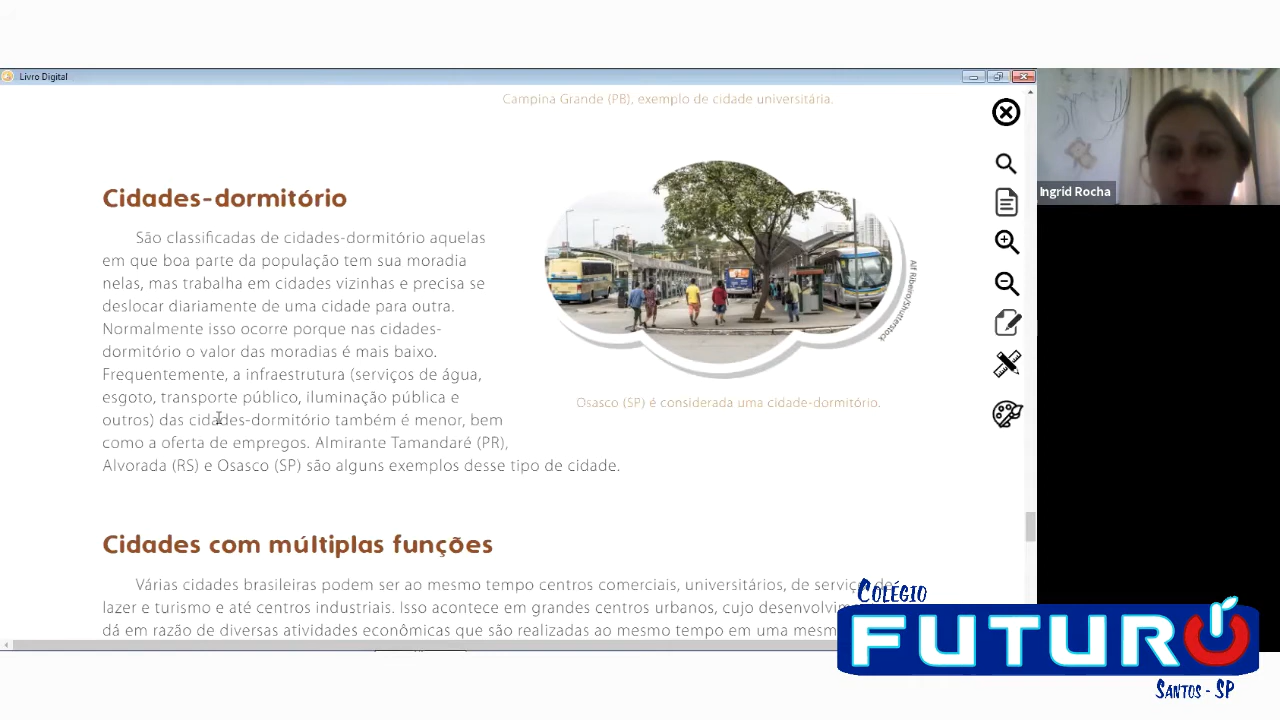 Livro Digital
Campina Grande (PB), exemplo de cidade universitária.
Cidades-dormitório
São classificadas de cidades-dormitório aquelas
em que boa parte da população tem sua moradia
nelas, mas trabalha em cidades vizinhas e precisa se
deslocar diariamente de uma cidade para outra.
Normalmente isso ocorre porque nas cidades-
dormitório o valor das moradias é mais baixo.
Frequentemente, a infraestrutura (serviços de água,
esgoto, transporte público, iluminação pública e
outros) das cidades-dormitório também é menor, bem
como a oferta de empregos. Almirante Tamandaré (PR),
Alvorada (RS) e Osasco (SP) são alguns exemplos desse tipo de cidade.
Alf Ribeiro/Shutterstock
Osasco (SP) é considerada uma cidade-dormitório.
Cidades com múltiplas funções
Várias cidades brasileiras podem ser ao mesmo tempo centros comerciais, universitários, de serviço de
lazer e turismo e até centros industriais. Isso acontece em grandes centros urbanos, cujo
dá em razão de diversas atividades econômicas que são realizadas ao mesmo tempo em uma
Ingrid Rocha
COLÉGIO
FUTURO
SANTOS - SP